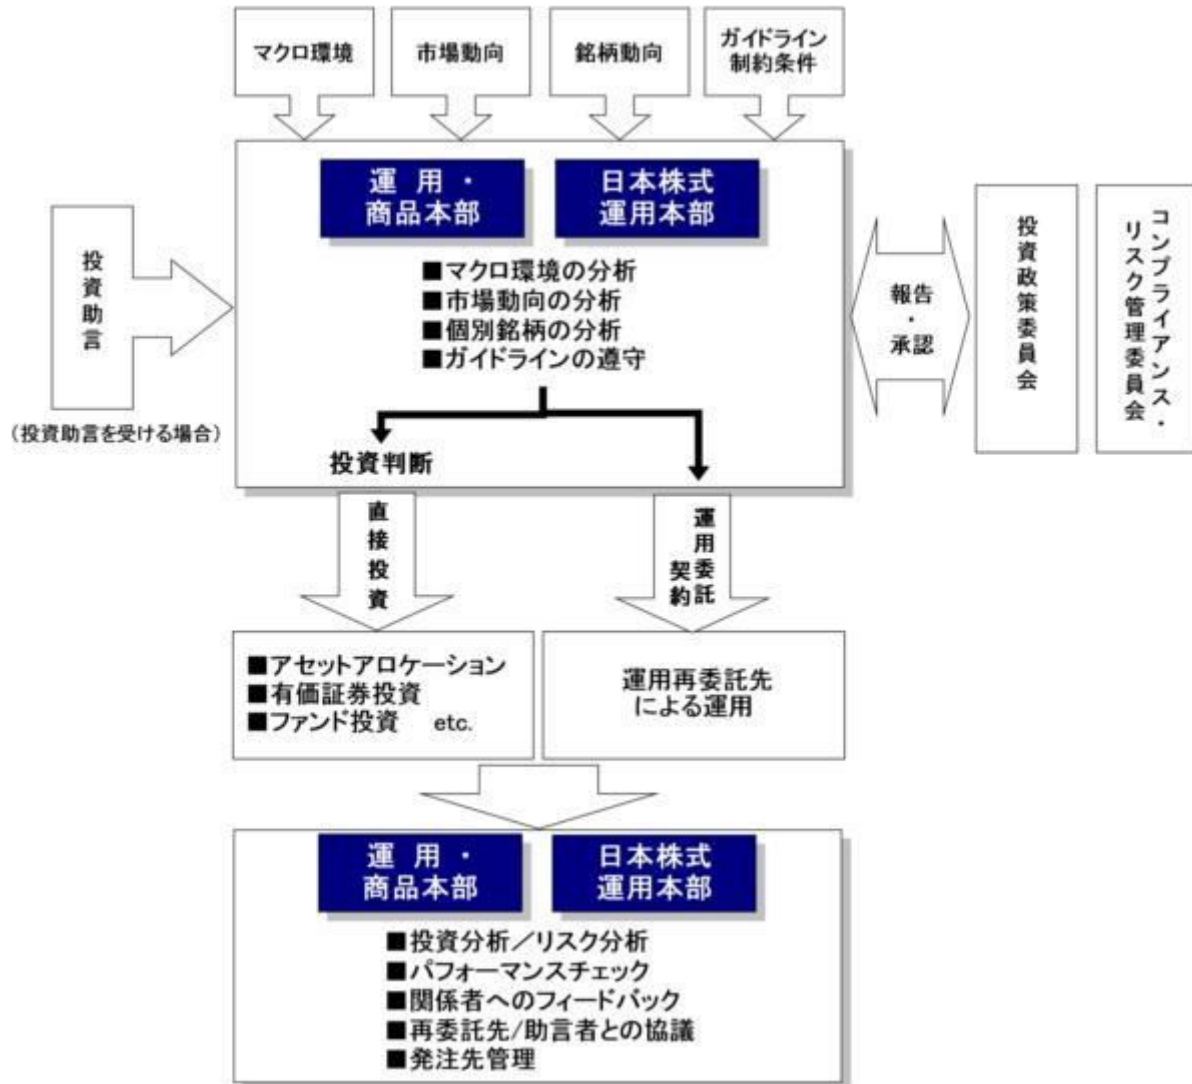 マクロ環境
市場動向
銘柄動向
ガイドライン
制約条件
運 用 ・
商品本部
日本株式
運用本部
■マクロ環境の分析
■市場動向の分析
■個別銘柄の分析
■ガイドラインの遵守
投資助言
(投資助言を受ける場合)
報告
・
承認
投資政策委員会
コンプライアンス・
リスク管理委員会
投資判断
直接投資
運用委託
契約
■アセットアロケーション
■有価証券投資
■ファンド投資 etc.
運用再委託先
による運用
運 用 ・
商品本部
日本株式
運用本部
■投資分析/リスク分析
■パフォーマンスチェック
■関係者へのフィードバック
■再委託先/助言者との協議
■発注先管理